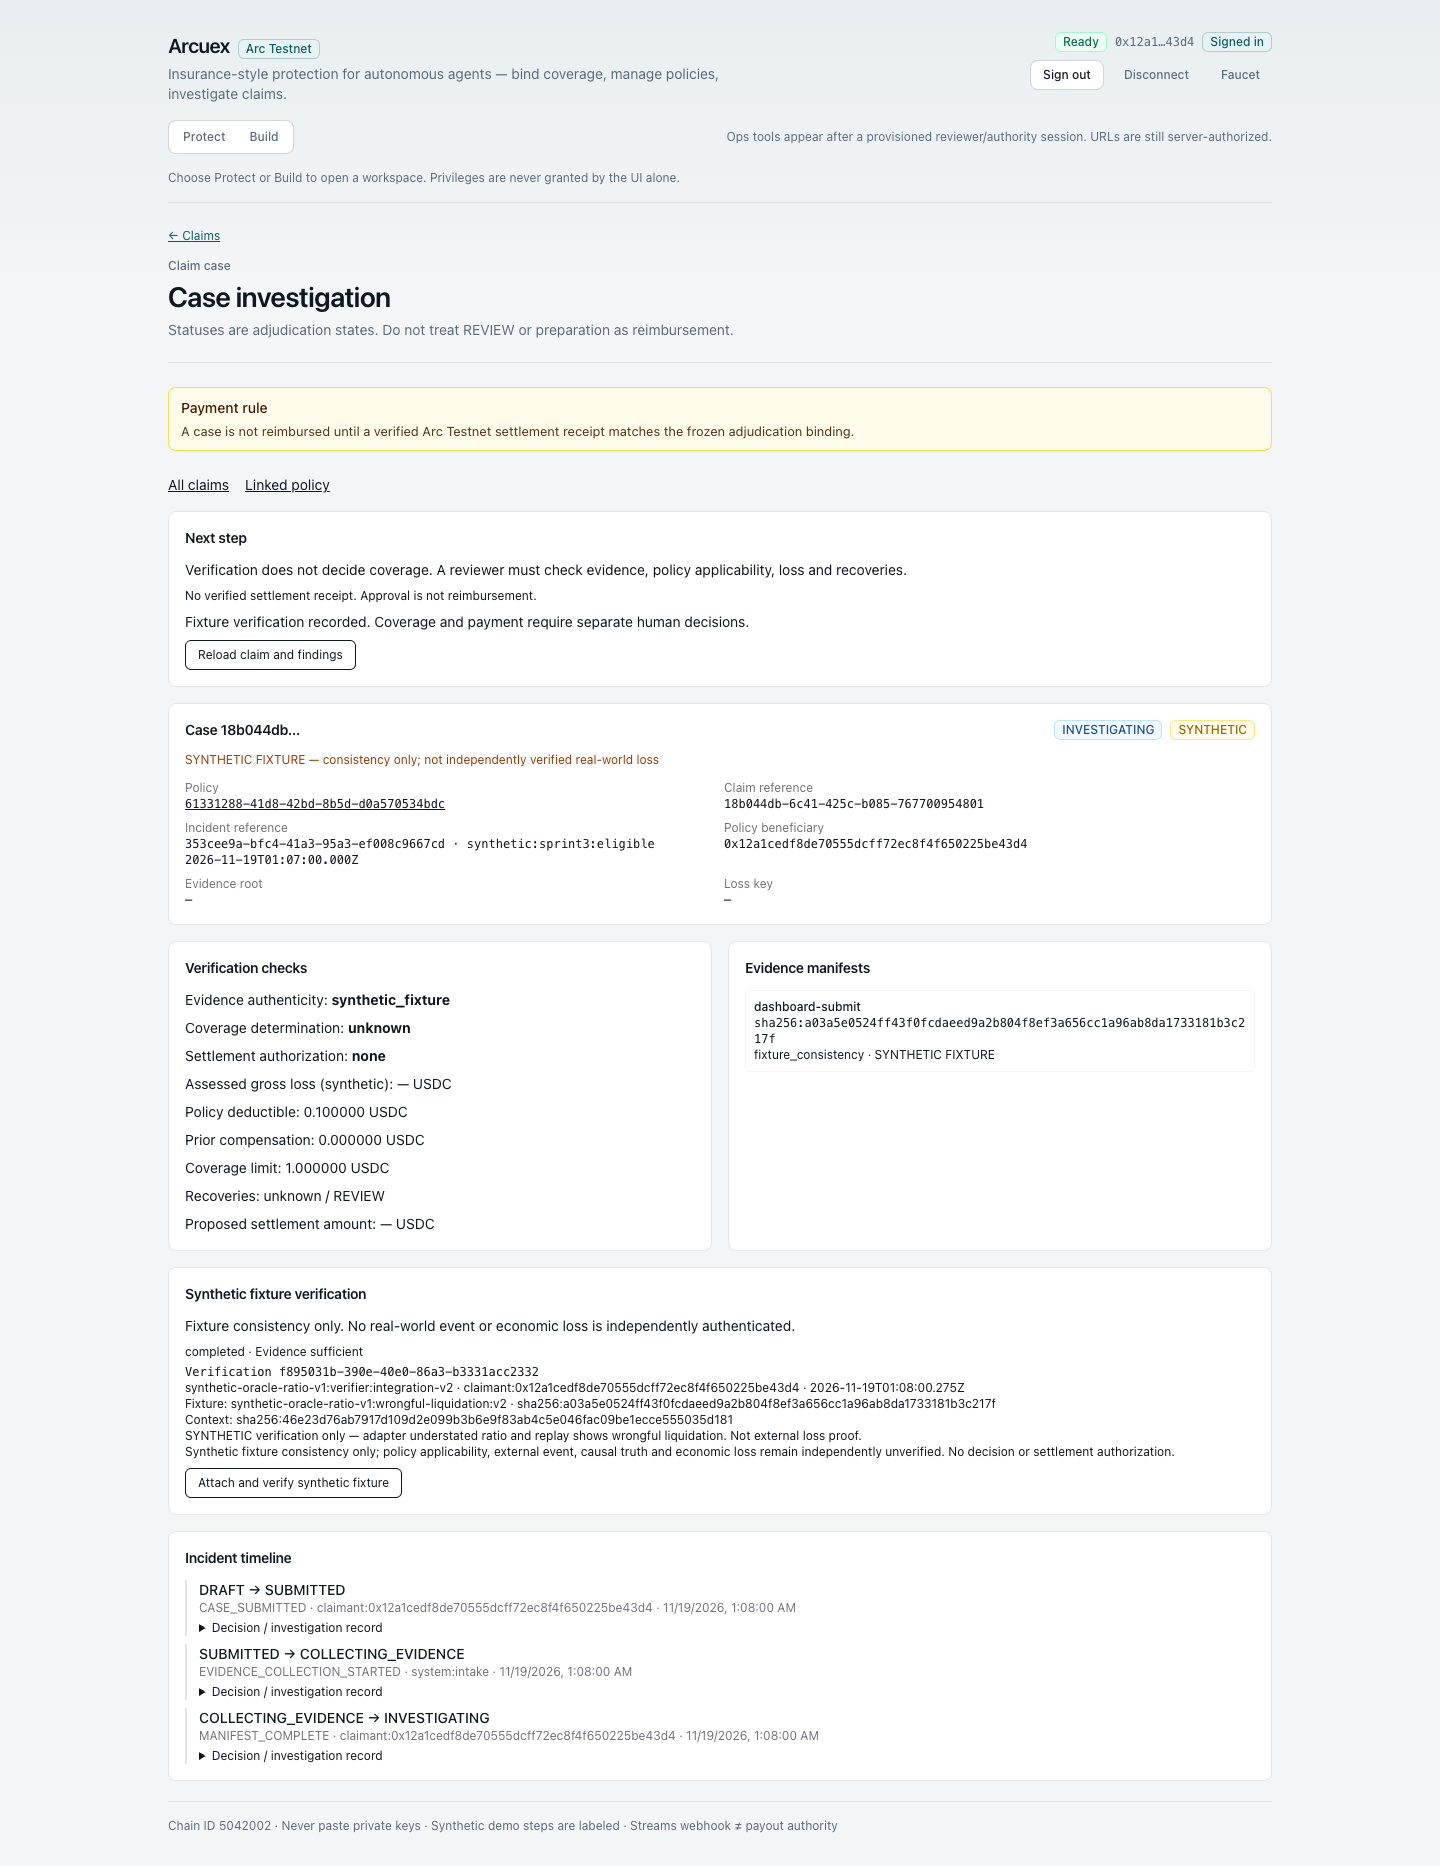 Arcuex Arc Testnet
Ready 0x12a1…43d4 Signed in
Insurance-style protection for autonomous agents — bind coverage, manage policies,
investigate claims.
Sign out Disconnect Faucet
Protect Build
Ops tools appear after a provisioned reviewer/authority session. URLs are still server-authorized.
Choose Protect or Build to open a workspace. Privileges are never granted by the UI alone.
← Claims
Claim case
Case investigation
Statuses are adjudication states. Do not treat REVIEW or preparation as reimbursement.
Payment rule
A case is not reimbursed until a verified Arc Testnet settlement receipt matches the frozen adjudication binding.
All claims Linked policy
Next step
Verification does not decide coverage. A reviewer must check evidence, policy applicability, loss and recoveries.
No verified settlement receipt. Approval is not reimbursement.
Fixture verification recorded. Coverage and payment require separate human decisions.
Reload claim and findings
Case 18b044db...
INVESTIGATING SYNTHETIC
SYNTHETIC FIXTURE — consistency only; not independently verified real-world loss
Policy
61331288-41d8-42bd-8b5d-d0a570534bdc
Claim reference
18b044db-6c41-425c-b085-767700954801
Incident reference
353cee9a-bfc4-41a3-95a3-ef008c9667cd · synthetic:sprint3:eligible
2026-11-19T01:07:00.000Z
Policy beneficiary
0x12a1cedf8de70555dcff72ec8f4f650225be43d4
Evidence root
—
Loss key
—
Verification checks
Evidence authenticity: synthetic_fixture
Coverage determination: unknown
Settlement authorization: none
Assessed gross loss (synthetic): — USDC
Policy deductible: 0.100000 USDC
Prior compensation: 0.000000 USDC
Coverage limit: 1.000000 USDC
Recoveries: unknown / REVIEW
Proposed settlement amount: — USDC
Evidence manifests
dashboard-submit
sha256:a03a5e0524ff43f0fcdaeed9a2b804f8ef3a656cc1a96ab8da1733181b3c2
17f
fixture_consistency · SYNTHETIC FIXTURE
Synthetic fixture verification
Fixture consistency only. No real-world event or economic loss is independently authenticated.
completed · Evidence sufficient
Verification f895031b-390e-40e0-86a3-b3331acc2332
synthetic-oracle-ratio-v1:verifier:integration-v2 · claimant:0x12a1cedf8de70555dcff72ec8f4f650225be43d4 · 2026-11-19T01:08:00.275Z
Fixture: synthetic-oracle-ratio-v1:wrongful-liquidation:v2 · sha256:a03a5e0524ff43f0fcdaeed9a2b804f8ef3a656cc1a96ab8da1733181b3c217f
Context: sha256:46e23d76ab7917d109d2e099b3b6e9f83ab4c5e046fac09be1ecce555035d181
SYNTHETIC verification only — adapter understated ratio and replay shows wrongful liquidation. Not external loss proof.
Synthetic fixture consistency only; policy applicability, external event, causal truth and economic loss remain independently unverified. No decision or settlement authorization.
Attach and verify synthetic fixture
Incident timeline
DRAFT → SUBMITTED
CASE_SUBMITTED · claimant:0x12a1cedf8de70555dcff72ec8f4f650225be43d4 · 11/19/2026, 1:08:00 AM
▶ Decision / investigation record
SUBMITTED → COLLECTING_EVIDENCE
EVIDENCE_COLLECTION_STARTED · system:intake · 11/19/2026, 1:08:00 AM
▶ Decision / investigation record
COLLECTING_EVIDENCE → INVESTIGATING
MANIFEST_COMPLETE · claimant:0x12a1cedf8de70555dcff72ec8f4f650225be43d4 · 11/19/2026, 1:08:00 AM
▶ Decision / investigation record
Chain ID 5042002 · Never paste private keys · Synthetic demo steps are labeled · Streams webhook ≠ payout authority